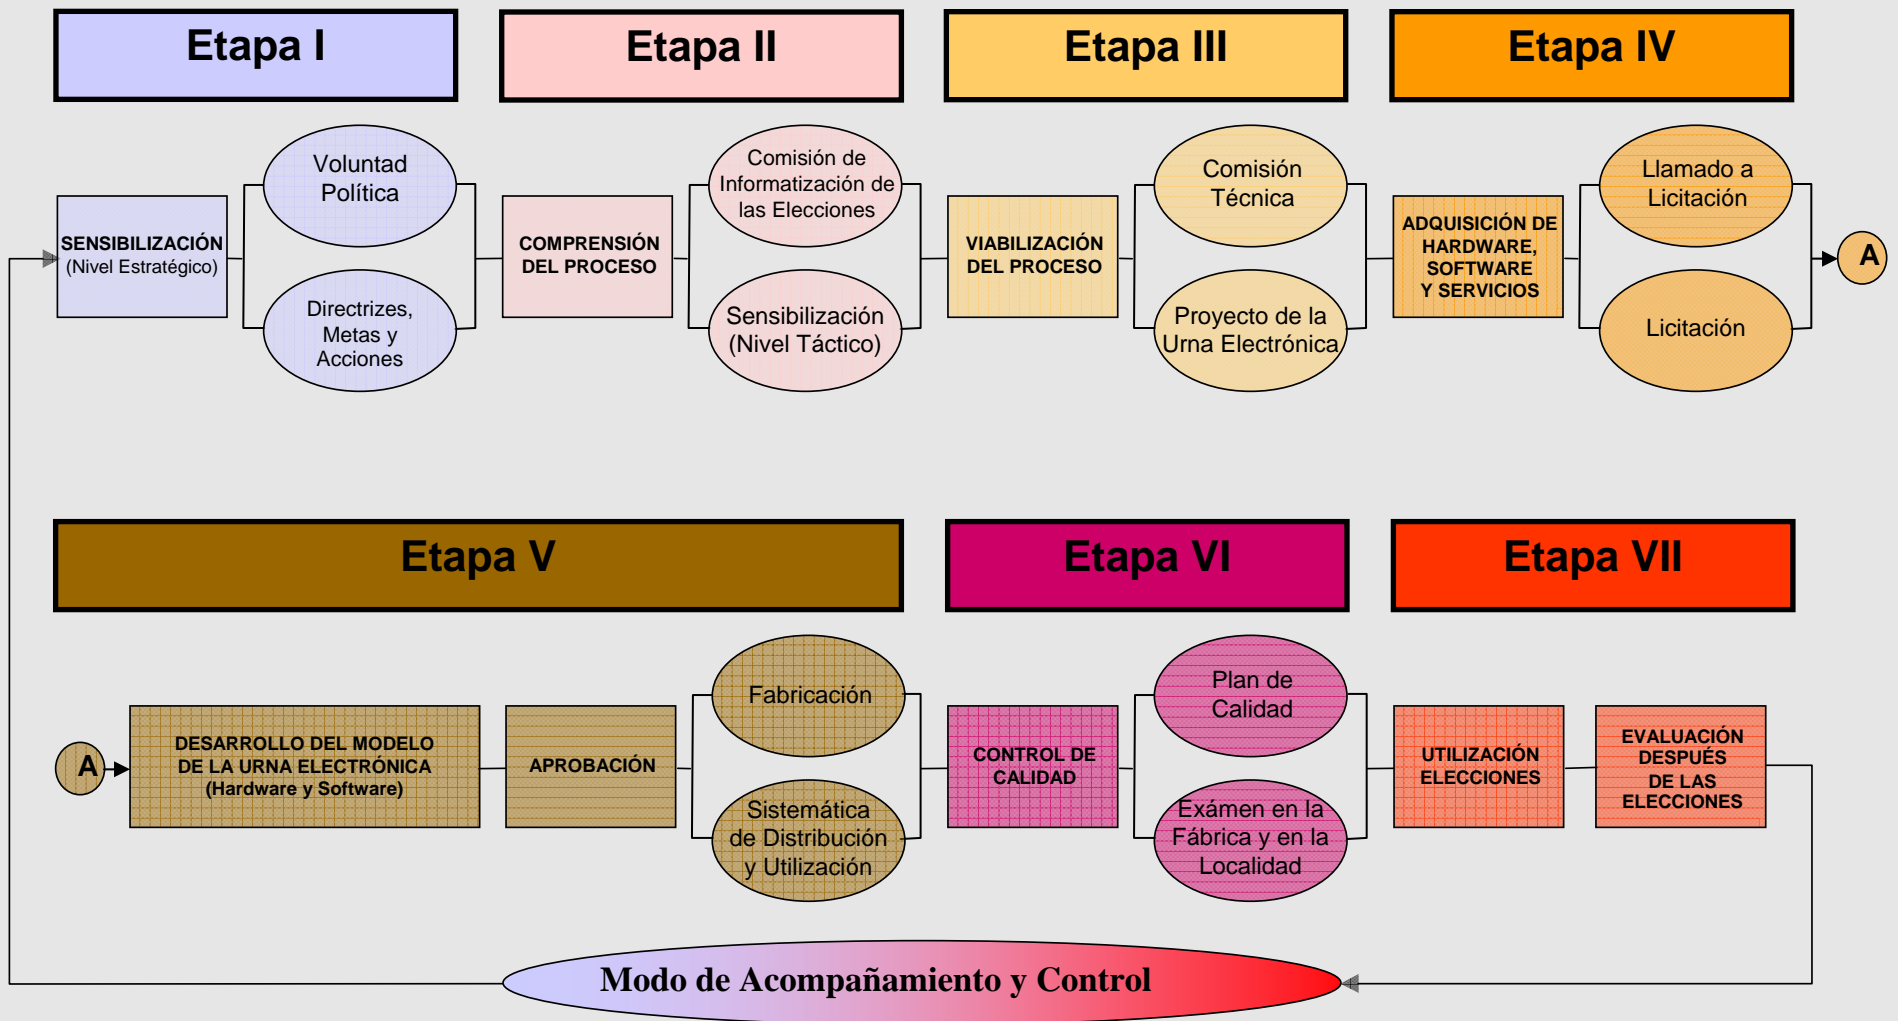 Etapa I
Etapa II
Etapa III
Etapa IV
SENSIBILIZACIÓN
(Nivel Estratégico)
Voluntad
Política
Directrizes,
Metas y
Acciones
COMPRENSIÓN
DEL PROCESO
Comisión de
Informatización de
las Elecciones
Sensibilización
(Nivel Táctico)
VIABILIZACIÓN
DEL PROCESO
Comisión
Técnica
Proyecto de la
Urna Electrónica
ADQUISICIÓN DE
HARDWARE,
SOFTWARE
Y SERVICIOS
Llamado a
Licitación
Licitación
A
Etapa V
Etapa VI
Etapa VII
A
DESARROLLO DEL MODELO
DE LA URNA ELECTRÓNICA
(Hardware y Software)
APROBACIÓN
Fabricación
Sistemática
de Distribución
y Utilización
CONTROL DE
CALIDAD
Plan de
Calidad
Exámen en la
Fábrica y en la
Localidad
UTILIZACIÓN
ELECCIONES
EVALUACIÓN
DESPUÉS
DE LAS
ELECCIONES
Modo de Acompañamiento y Control